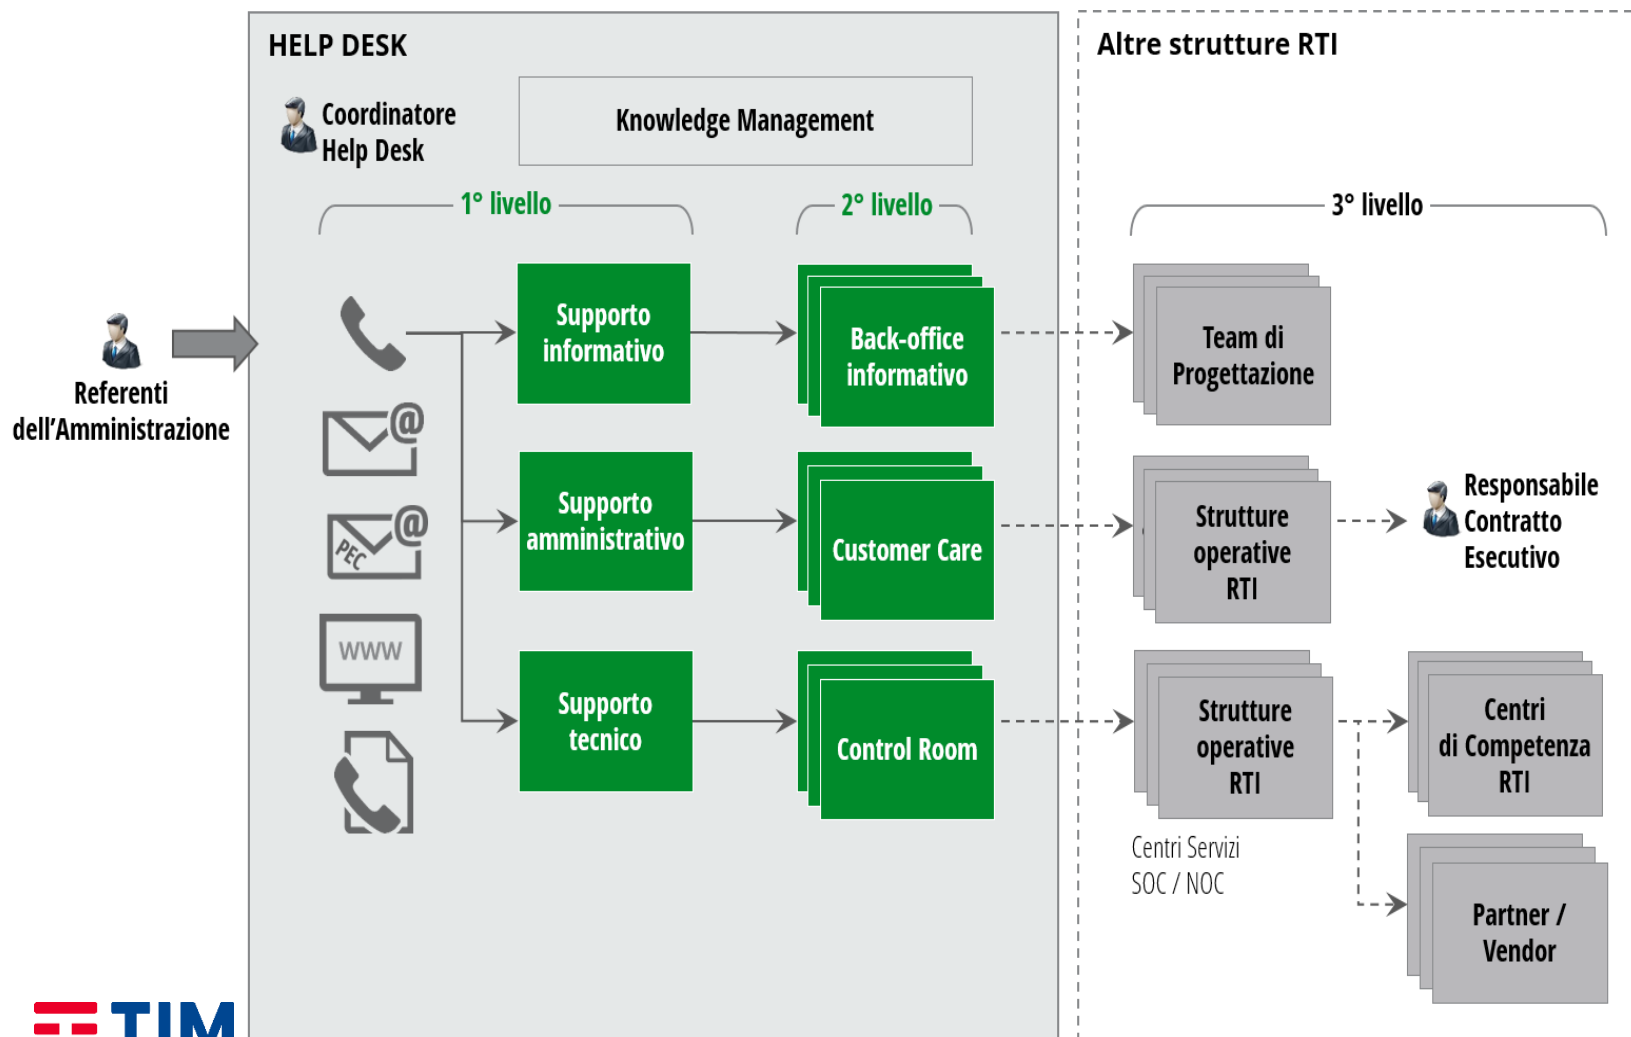 HELP DESK
Altre strutture RTI
Coordinatore
Help Desk
Knowledge Management
1° livello
2° livello
3° livello
Referenti
dell'Amministrazione
@
@
PEC
WWW
Supporto
informativo
Back-office
informativo
Team di
Progettazione
Supporto
amministrativo
Customer Care
Strutture
operative
RTI
Responsabile
Contratto
Esecutivo
Supporto
tecnico
Control Room
Strutture
operative
RTI
Centri
di Competenza
RTI
Centri Servizi
SOC / NOC
Partner /
Vendor
TIM